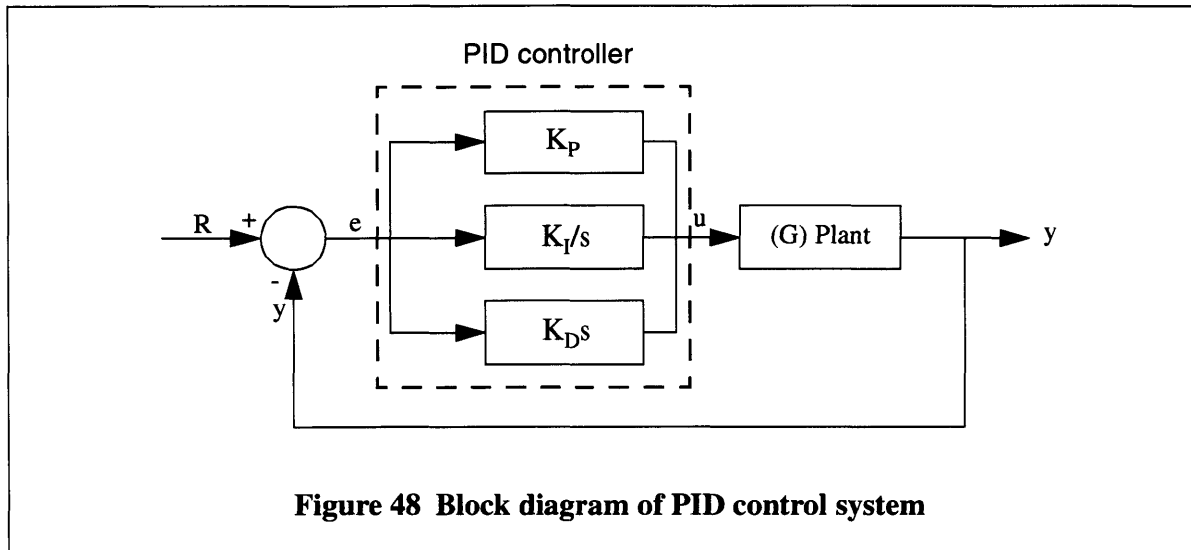 PID controller
K_P
R + e K_I/s u (G) Plant y
-
y
K_D s
Figure 48 Block diagram of PID control system